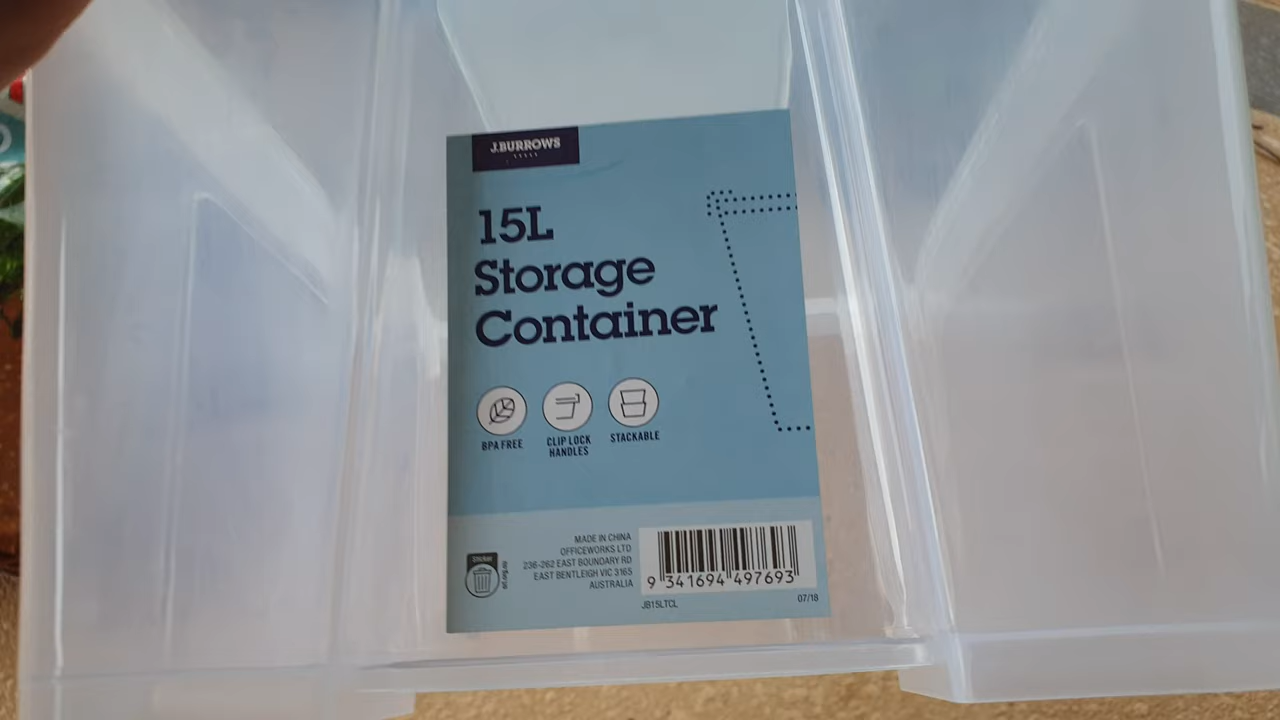 J.BURROWS
15L
Storage
Container
BPA FREE
CLIP LOCK
HANDLES
STACKABLE
Sticker
MADE IN CHINA
OFFICEWORKS LTD
236-262 EAST BOUNDARY RD
EAST BENTLEIGH VIC 3165
AUSTRALIA
9 341694 497693
JB15LTCL
07/18